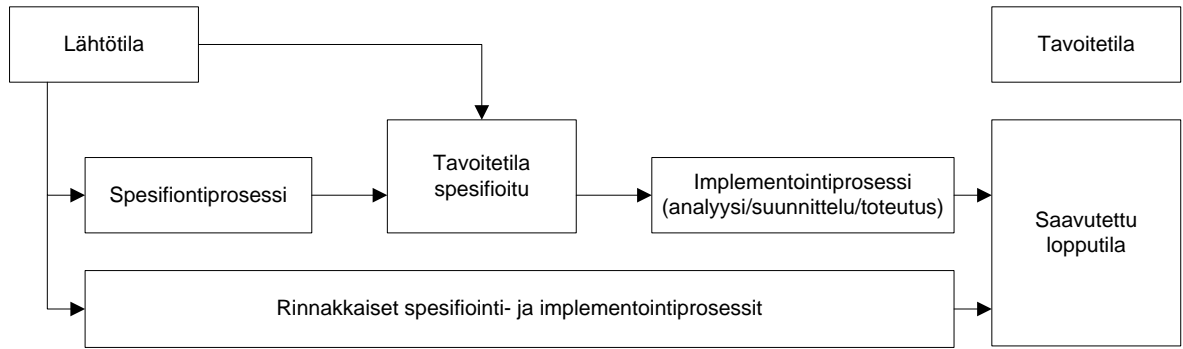 Lähtötila
Tavoitetila
Spesifiontiprosessi
Tavoitetila
spesifioitu
Implementointiprosessi
(analyysi/suunnittelu/toteutus)
Saavutettu
lopputila
Rinnakkaiset spesifiointi- ja implementointiprosessit